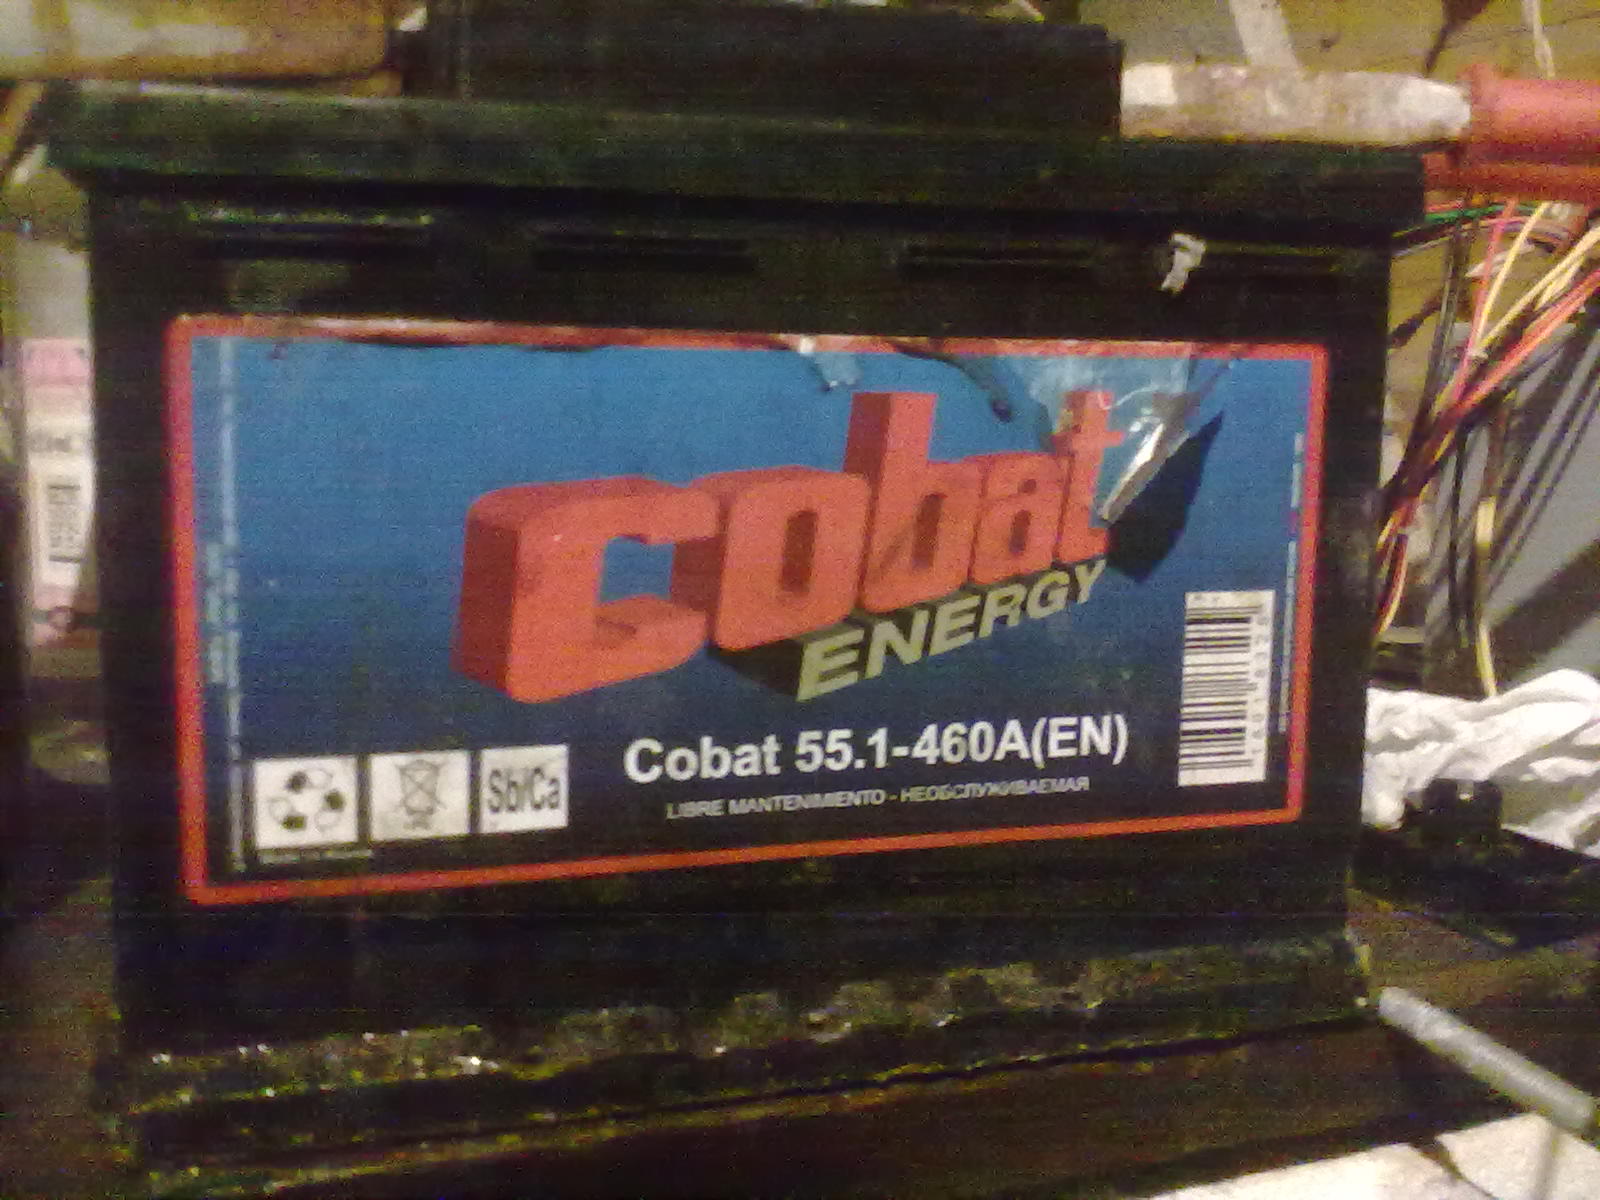 cobat
ENERGY
Cobat 55.1-460A(EN)
LIBRE MANTENIMIENTO - НЕОБСЛУЖИВАЕМАЯ
Sb/Ca